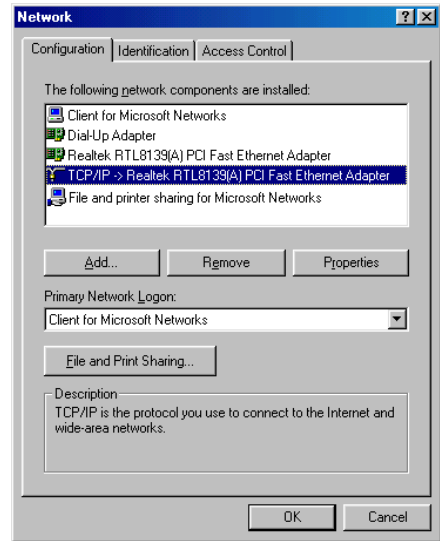 Network
Configuration Identification Access Control
The following network components are installed:
Client for Microsoft Networks
Dial-Up Adapter
Realtek RTL8139(A) PCI Fast Ethernet Adapter
TCP/IP -> Realtek RTL8139(A) PCI Fast Ethernet Adapter
File and printer sharing for Microsoft Networks
Add... Remove Properties
Primary Network Logon:
Client for Microsoft Networks
File and Print Sharing...
Description
TCP/IP is the protocol you use to connect to the Internet and
wide-area networks.
OK Cancel